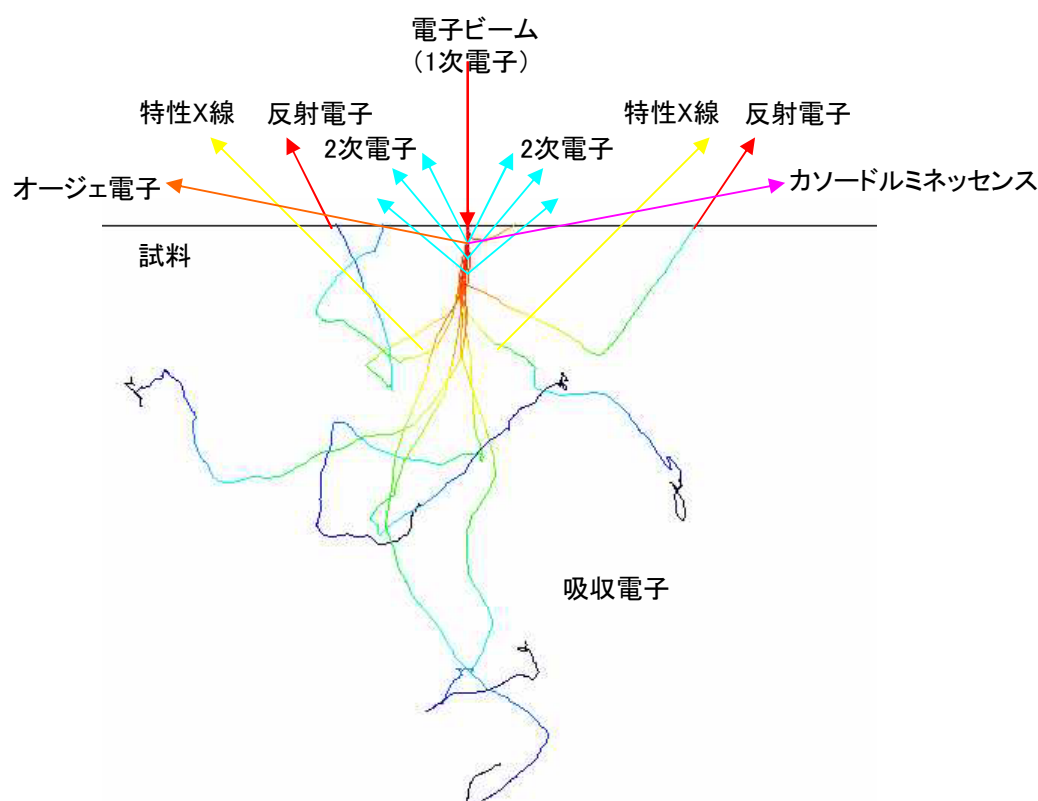 電子ビーム
(1次電子)
特性X線
反射電子
特性X線
反射電子
2次電子
2次電子
オージェ電子
カソードルミネッセンス
試料
吸収電子